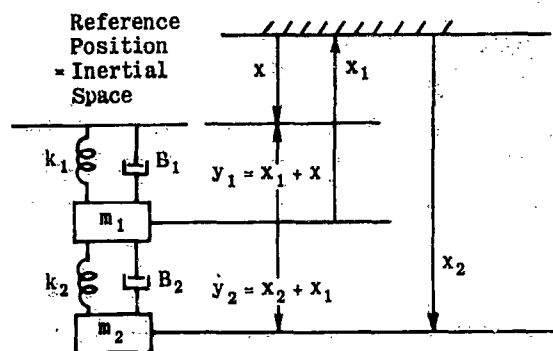 Reference
Position
= Inertial
Space
x
x₁
k₁
B₁
y₁ = x₁ + x
m₁
x₂
k₂
B₂
y₂ = x₂ + x₁
m₂